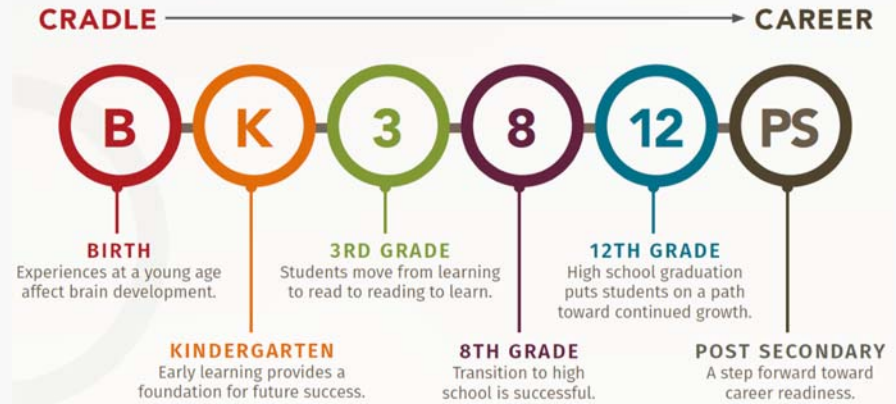 CRADLE
CAREER
B
K
3
8
12
PS
BIRTH
Experiences at a young age
affect brain development.
3RD GRADE
Students move from learning
to read to reading to learn.
12TH GRADE
High school graduation
puts students on a path
toward continued growth.
KINDERGARTEN
Early learning provides a
foundation for future success.
8TH GRADE
Transition to high
school is successful.
POST SECONDARY
A step forward toward
career readiness.